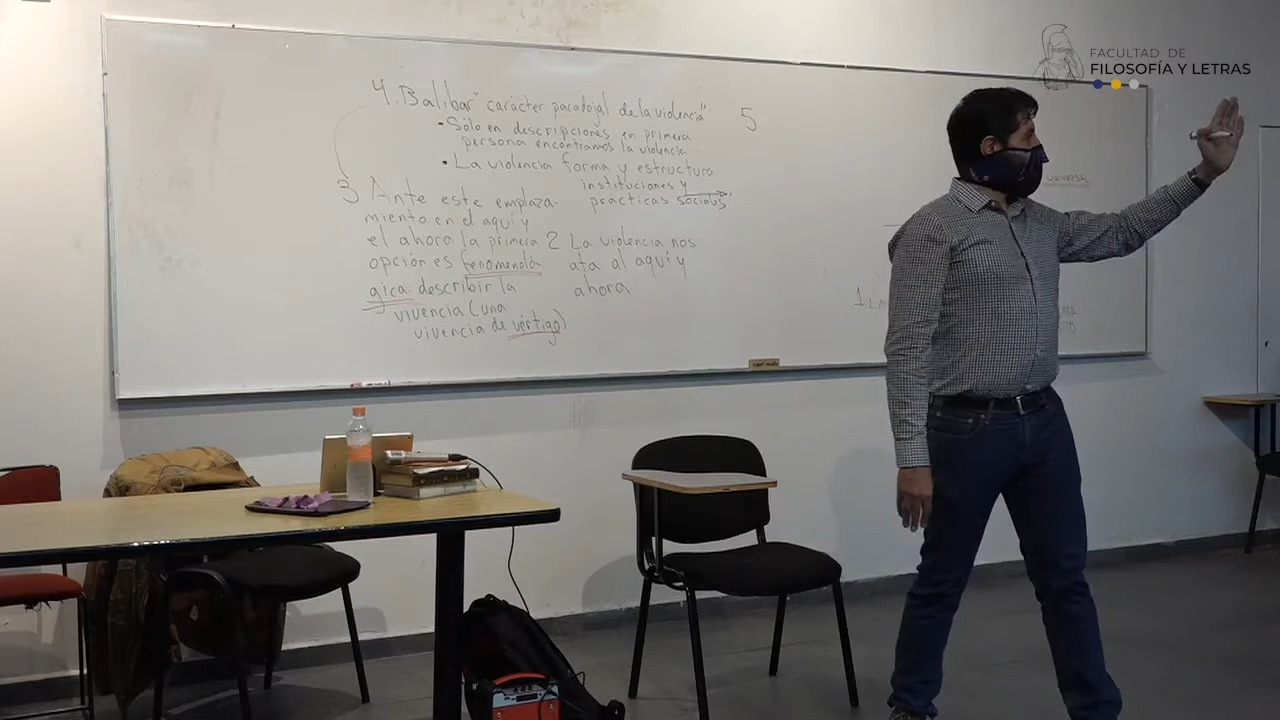 4. Balibar "carácter paradojal de la violencia"
• Sólo en descripciones en primera
persona encontramos la violencia
• La violencia forma y estructura
instituciones y
prácticas sociales
3 Ante este emplaza-
miento en el aquí y
el ahora la primera
opción es fenomenoló-
gica: describir la
vivencia (una
vivencia de vértigo)
2 La violencia nos
ata al aquí y
ahora
5
1
FACULTAD DE
FILOSOFÍA Y LETRAS